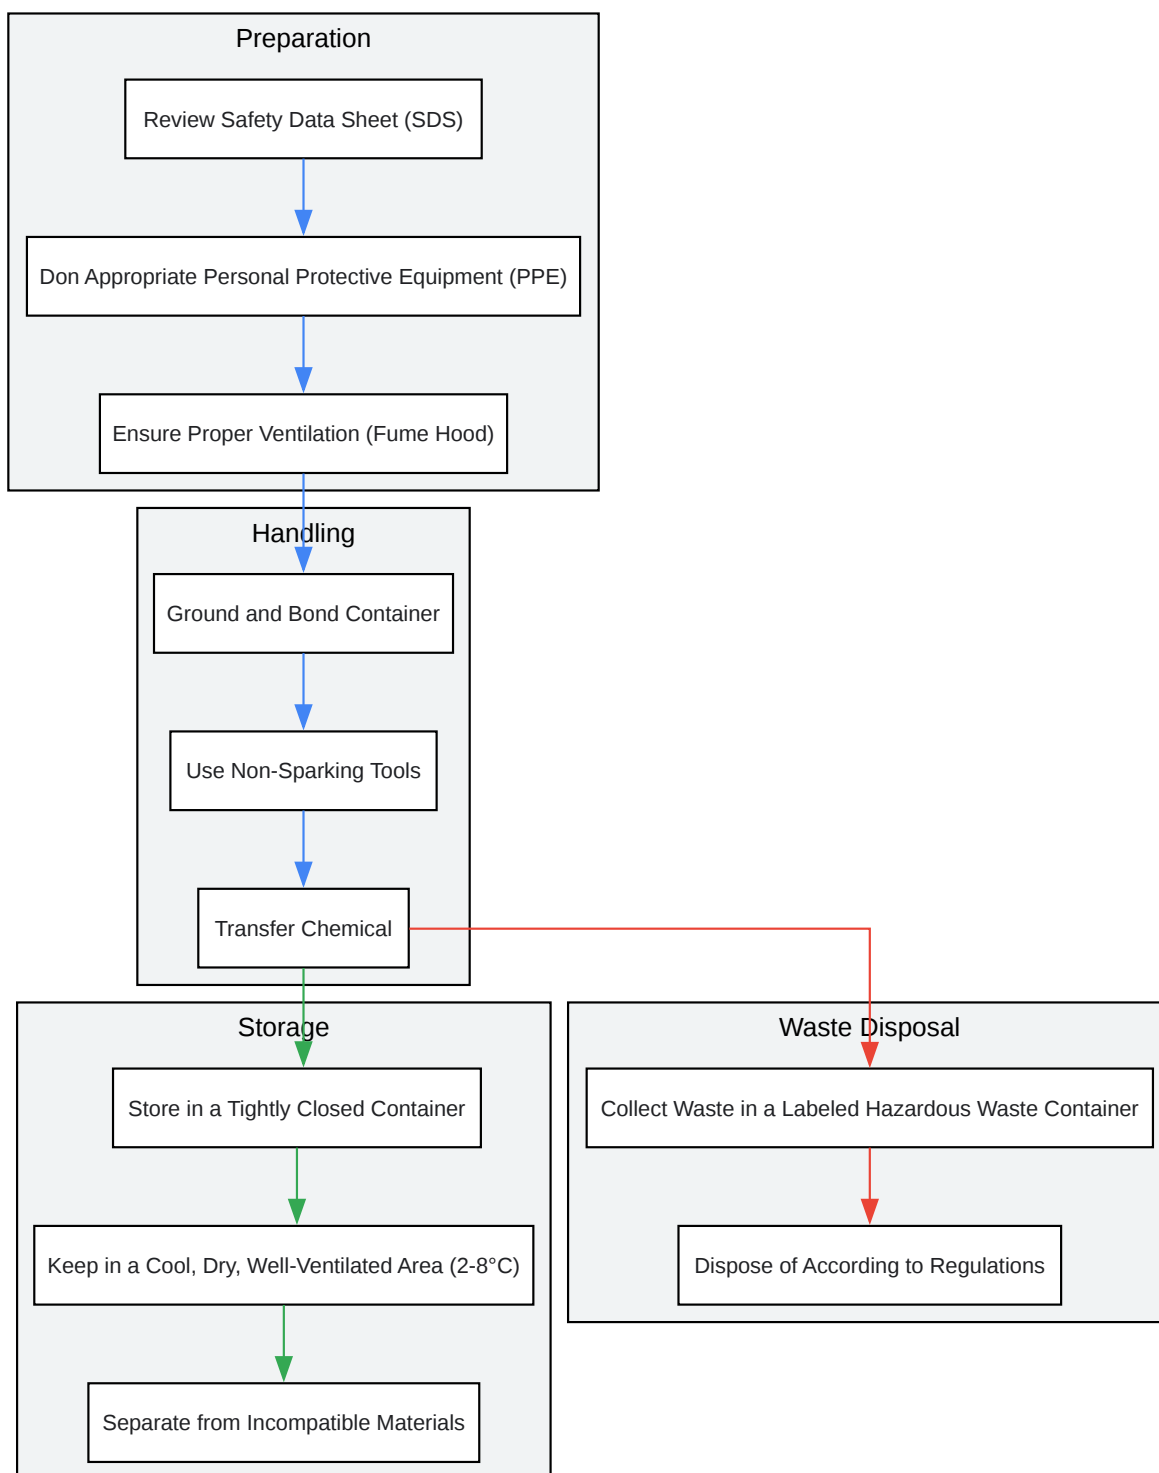 Preparation
Review Safety Data Sheet (SDS)
Don Appropriate Personal Protective Equipment (PPE)
Ensure Proper Ventilation (Fume Hood)
Handling
Ground and Bond Container
Use Non-Sparking Tools
Transfer Chemical
Storage
Store in a Tightly Closed Container
Keep in a Cool, Dry, Well-Ventilated Area (2-8°C)
Separate from Incompatible Materials
Waste Disposal
Collect Waste in a Labeled Hazardous Waste Container
Dispose of According to Regulations